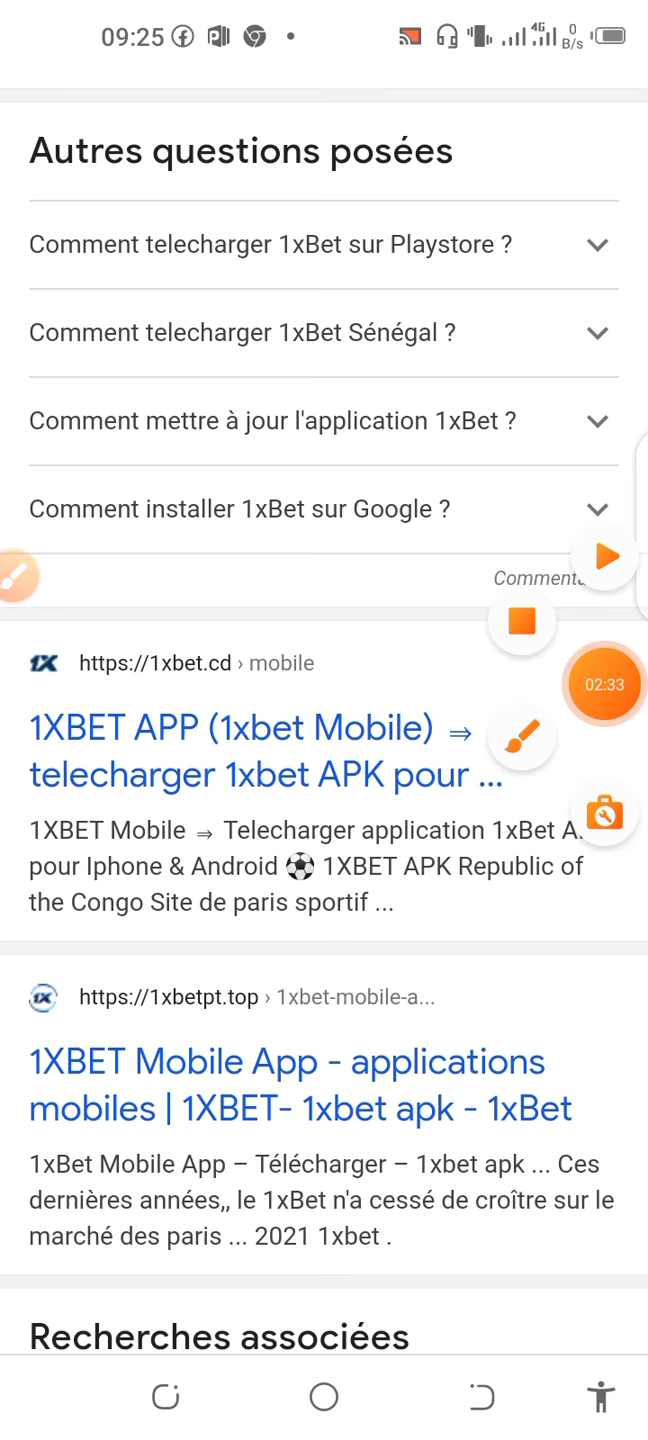 09:25
4G 0 B/s
Autres questions posées
Comment telecharger 1xBet sur Playstore ?
Comment telecharger 1xBet Sénégal ?
Comment mettre à jour l'application 1xBet ?
Comment installer 1xBet sur Google ?
1X https://1xbet.cd › mobile
02:33
1XBET APP (1xbet Mobile) ⇒
telecharger 1xbet APK pour ...
1XBET Mobile ⇒ Telecharger application 1xBet
pour Iphone & Android ⚽ 1XBET APK Republic of
the Congo Site de paris sportif ...
1X https://1xbetpt.top › 1xbet-mobile-a...
1XBET Mobile App - applications
mobiles | 1XBET- 1xbet apk - 1xBet
1xBet Mobile App – Télécharger – 1xbet apk ... Ces
dernières années,, le 1xBet n'a cessé de croître sur le
marché des paris ... 2021 1xbet .
Recherches associées